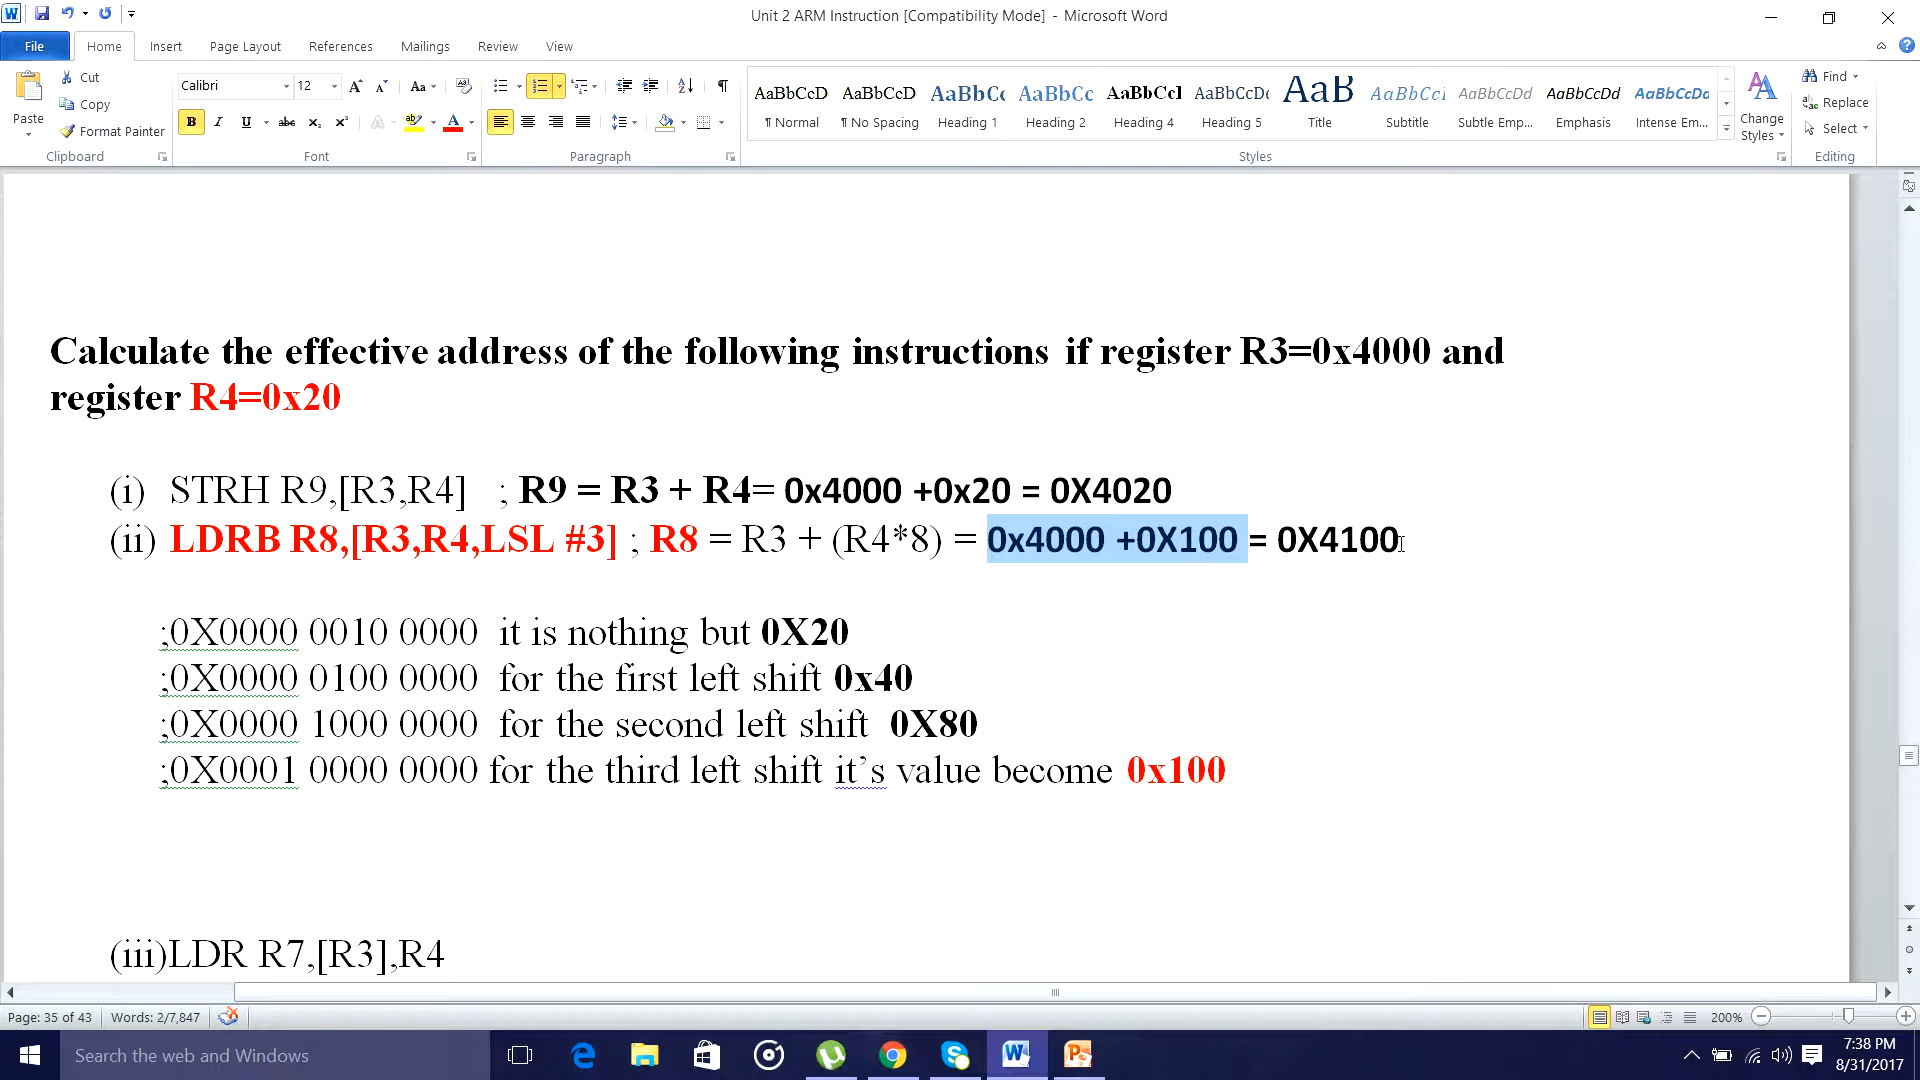 Unit 2 ARM Instruction [Compatibility Mode] - Microsoft Word
File Home Insert Page Layout References Mailings Review View
Paste
Cut
Copy
Format Painter
Clipboard
Calibri 12
Font
Paragraph
AaBbCcD AaBbCcD AaBbCc AaBbCc AaBbCcI AaBbCcDc AaB AaBbCcI AaBbCcDd AaBbCcDd AaBbCcDd
¶ Normal ¶ No Spacing Heading 1 Heading 2 Heading 4 Heading 5 Title Subtitle Subtle Emp... Emphasis Intense Em...
Styles
Change Styles
Find
Replace
Select
Editing
Calculate the effective address of the following instructions if register R3=0x4000 and
register R4=0x20
(i) STRH R9,[R3,R4] ; R9 = R3 + R4= 0x4000 +0x20 = 0X4020
(ii) LDRB R8,[R3,R4,LSL #3] ; R8 = R3 + (R4*8) = 0x4000 +0X100 = 0X4100
;0X0000 0010 0000 it is nothing but 0X20
;0X0000 0100 0000 for the first left shift 0x40
;0X0000 1000 0000 for the second left shift 0X80
;0X0001 0000 0000 for the third left shift it’s value become 0x100
(iii)LDR R7,[R3],R4
Page: 35 of 43 Words: 2/7,847 200%
Search the web and Windows
7:38 PM
8/31/2017